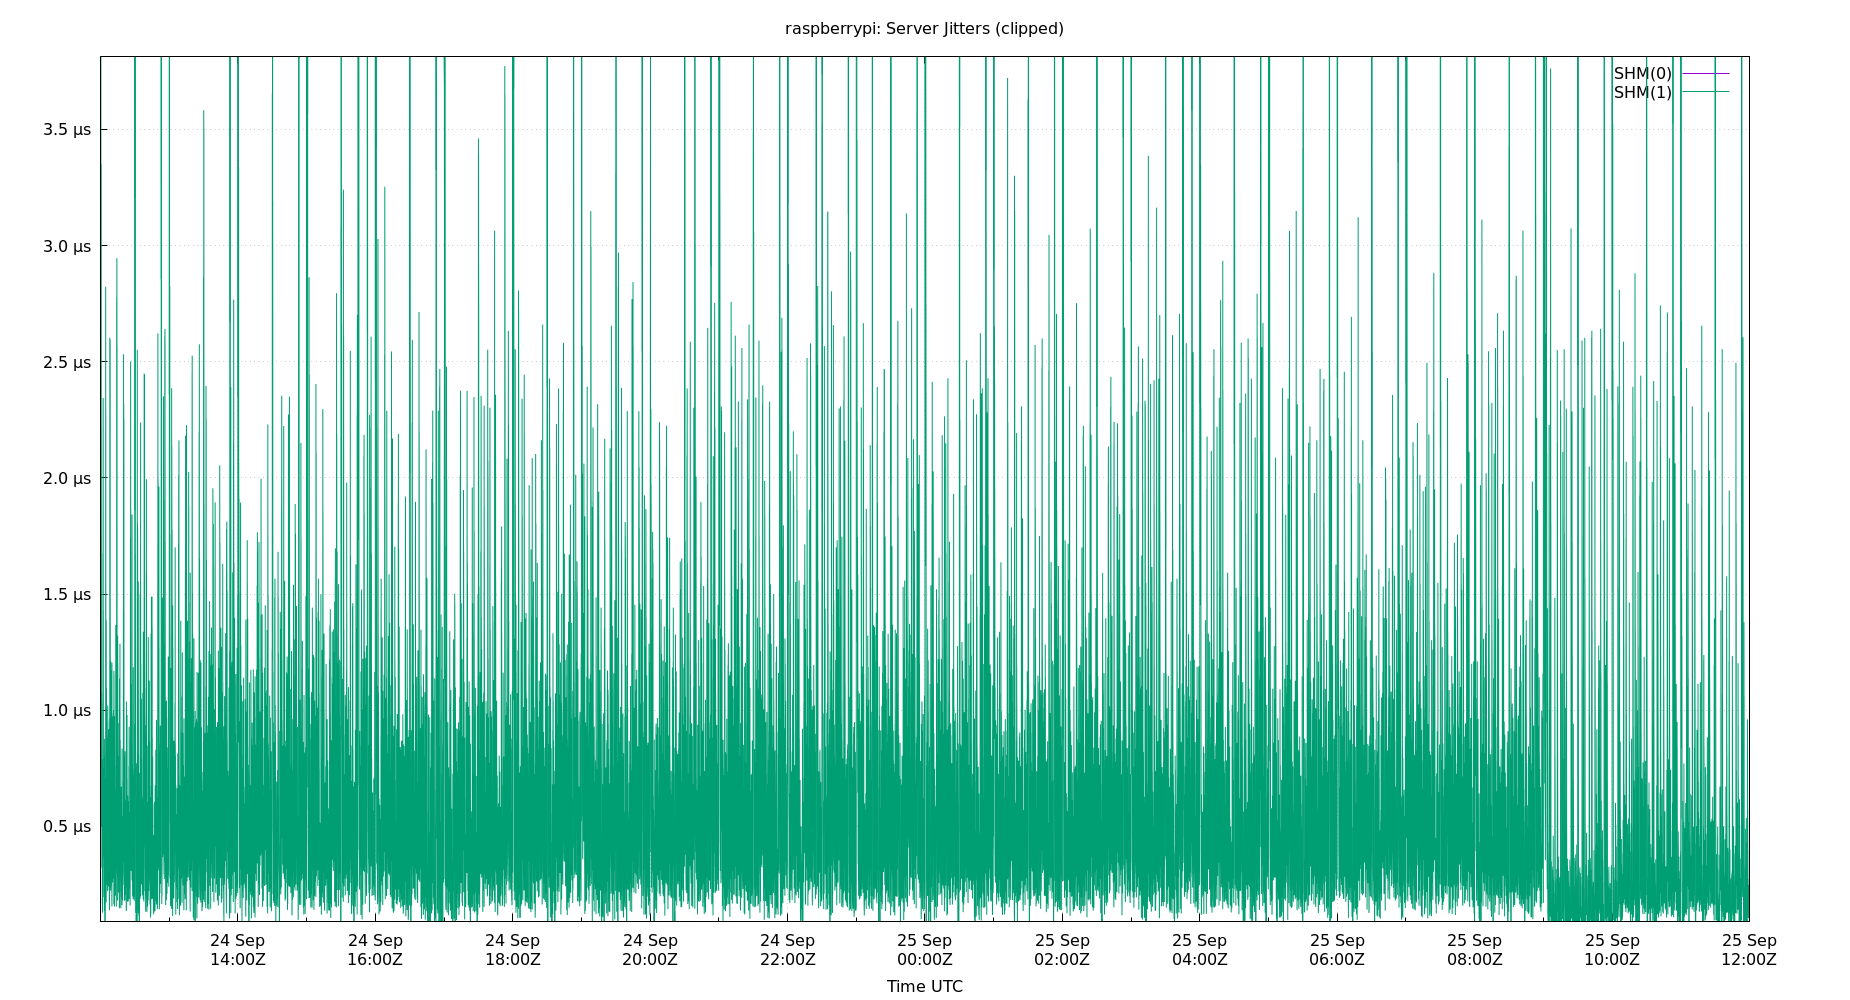 raspberrypi: Server Jitters (clipped)
SHM(0)
SHM(1)
3.5 µs
3.0 µs
2.5 µs
2.0 µs
1.5 µs
1.0 µs
0.5 µs
24 Sep 24 Sep 24 Sep 24 Sep 24 Sep 25 Sep 25 Sep 25 Sep 25 Sep 25 Sep 25 Sep 25 Sep
14:00Z 16:00Z 18:00Z 20:00Z 22:00Z 00:00Z 02:00Z 04:00Z 06:00Z 08:00Z 10:00Z 12:00Z
Time UTC